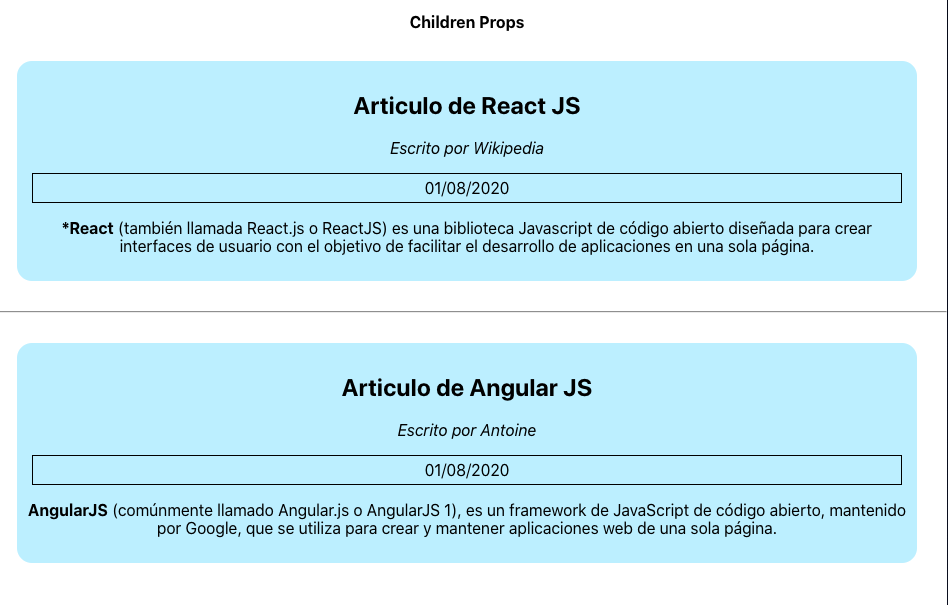 Children Props
Articulo de React JS
Escrito por Wikipedia
01/08/2020
*React (también llamada React.js o ReactJS) es una biblioteca Javascript de código abierto diseñada para crear
interfaces de usuario con el objetivo de facilitar el desarrollo de aplicaciones en una sola página.
Articulo de Angular JS
Escrito por Antoine
01/08/2020
AngularJS (comúnmente llamado Angular.js o AngularJS 1), es un framework de JavaScript de código abierto, mantenido
por Google, que se utiliza para crear y mantener aplicaciones web de una sola página.